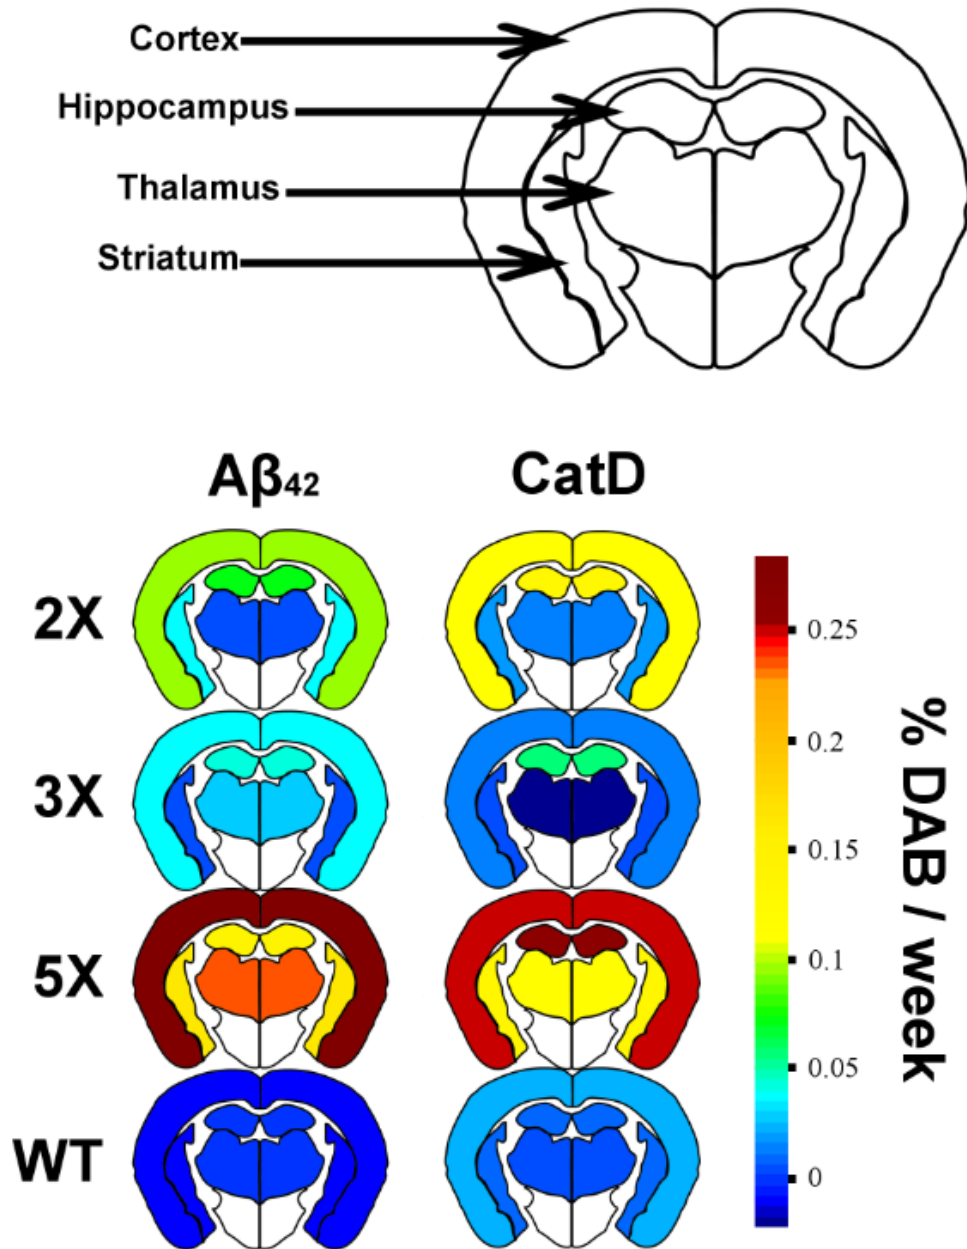 Cortex
Hippocampus
Thalamus
Striatum
Aβ₄₂ CatD
2X
3X
5X
WT
0.25
0.2
0.15
0.1
0.05
0
% DAB / week